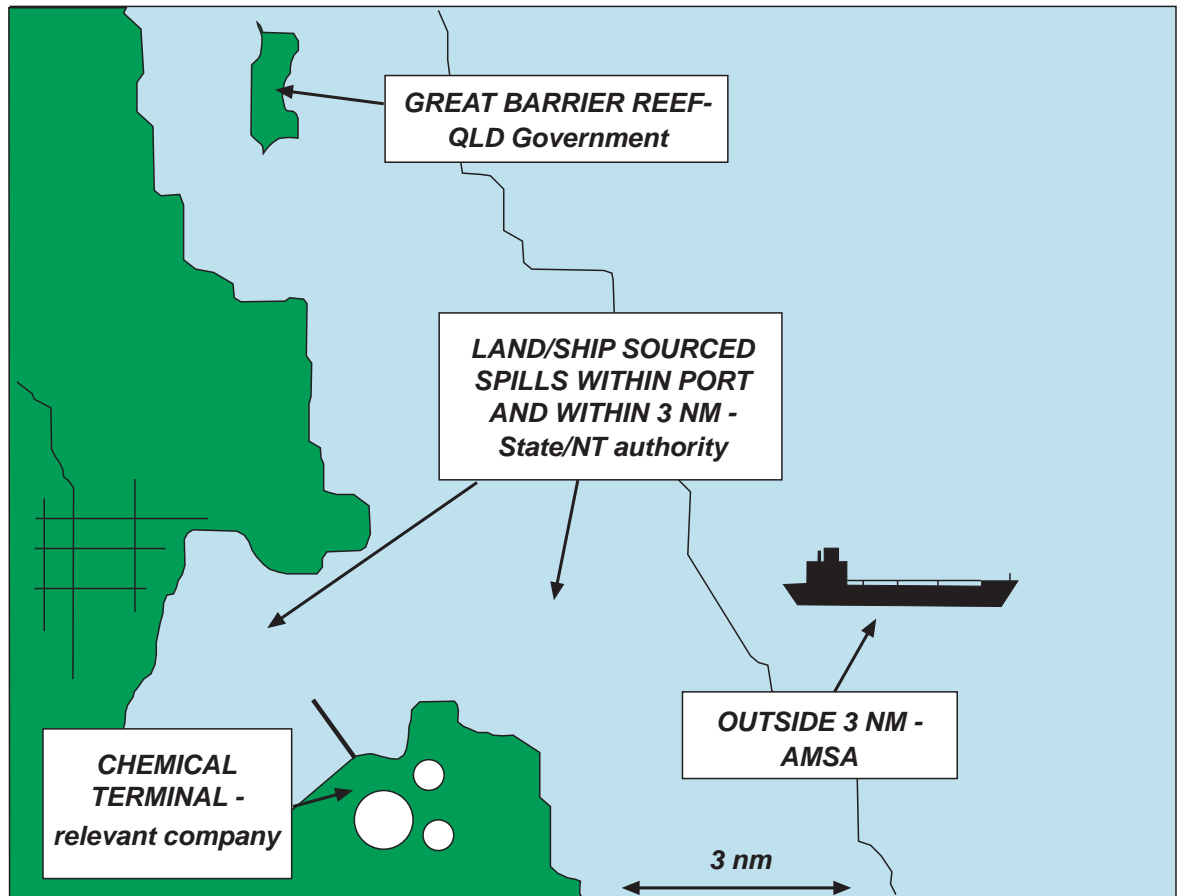 GREAT BARRIER REEF-
QLD Government
LAND/SHIP SOURCED
SPILLS WITHIN PORT
AND WITHIN 3 NM -
State/NT authority
OUTSIDE 3 NM -
AMSA
CHEMICAL
TERMINAL -
relevant company
3 nm